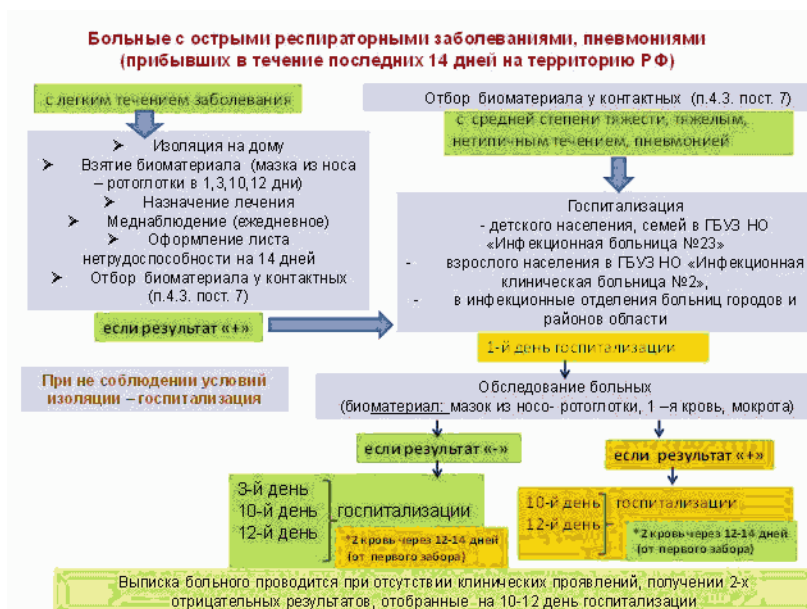 Больные с острыми респираторными заболеваниями, пневмониями
(прибывших в течение последних 14 дней на территорию РФ)
с легким течением заболевания
➢ Изоляция на дому
➢ Взятие биоматериала (мазка из носа
– ротоглотки в 1,3,10,12 дни)
➢ Назначение лечения
➢ Меднаблюдение (ежедневное)
➢ Оформление листа
нетрудоспособности на 14 дней
➢ Отбор биоматериала у контактных
(п.4.3. пост. 7)
если результат «+»
При не соблюдении условий
изоляции – госпитализация
Отбор биоматериала у контактных (п.4.3. пост. 7)
с средней степени тяжести, тяжелым,
нетипичным течением, пневмонией
Госпитализация
- детского населения, семей в ГБУЗ НО
«Инфекционная больница №23»
- взрослого населения в ГБУЗ НО «Инфекционная
клиническая больница №2»,
- в инфекционные отделения больниц городов и
районов области
1-й день госпитализации
Обследование больных
(биоматериал: мазок из носо- ротоглотки, 1 –я кровь, мокрота)
если результат «-»
3-й день
10-й день
12-й день
госпитализации
*2 кровь через 12-14 дней
(от первого забора)
если результат «+»
10-й день
12-й день
госпитализации
*2 кровь через 12-14 дней
(от первого забора)
Выписка больного проводится при отсутствии клинических проявлений, получении 2-х
отрицательных результатов, отобранные на 10-12 день госпитализации